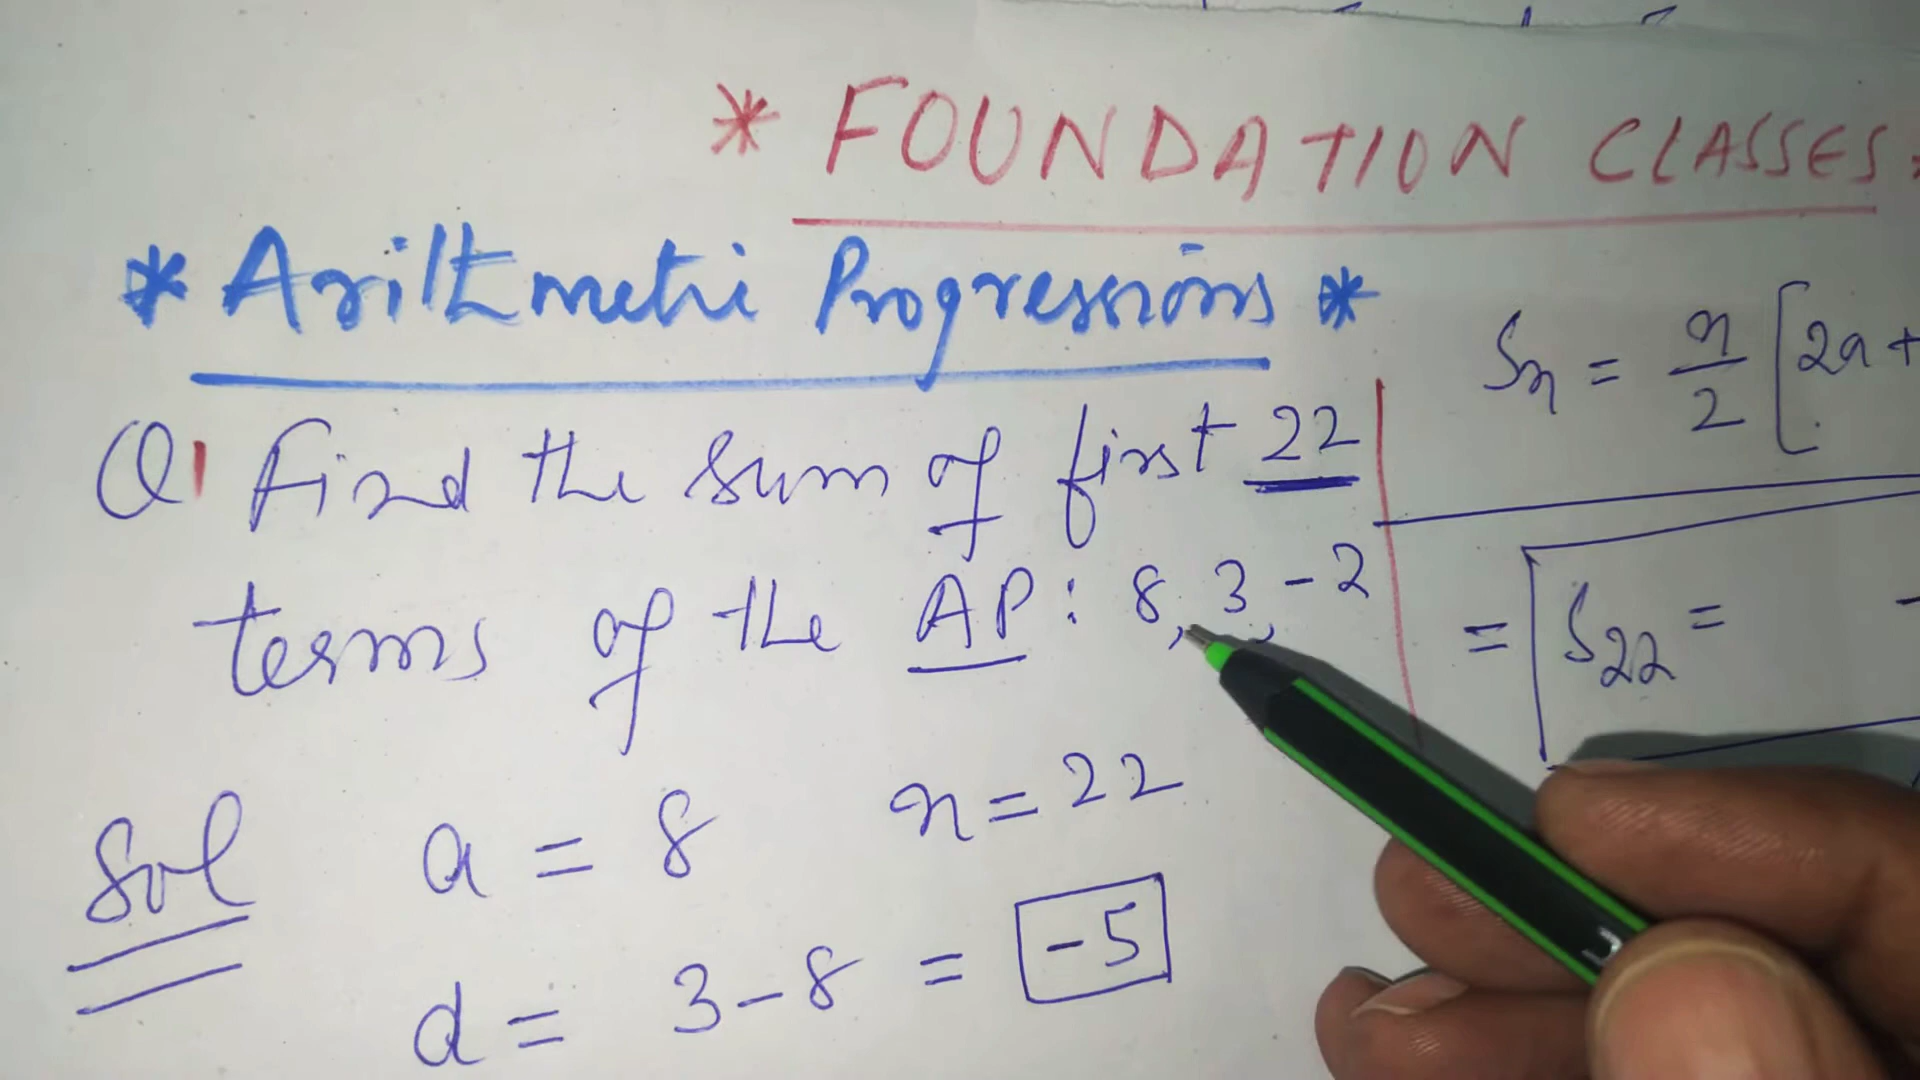 * FOUNDATION CLASSES
* Arithmetic Progressions *
Q1 Find the sum of first 22
terms of the AP: 8, 3, -2
Sol a = 8 n = 22
d = 3 - 8 = -5
Sn = n/2 [2a +
= S22 = -